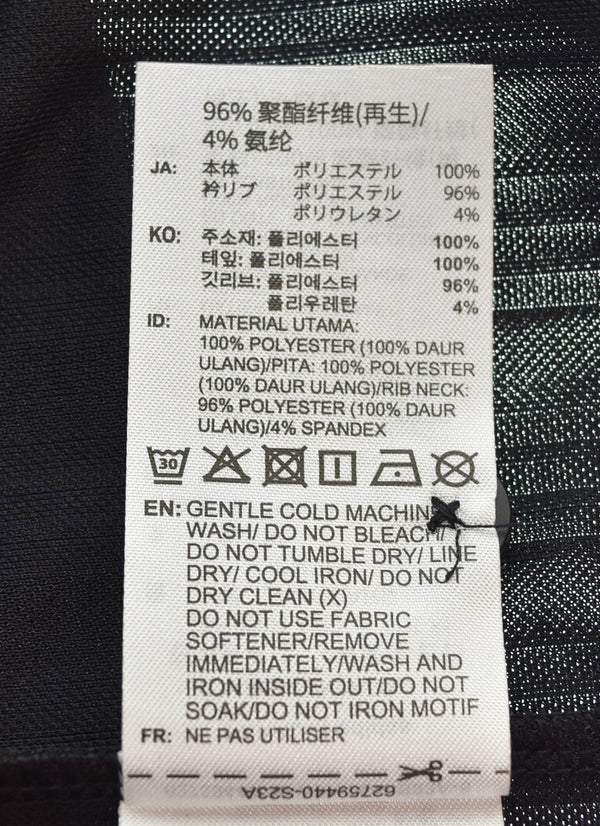 96% 聚酯纤维(再生)/
4% 氨纶
JA: 本体 ポリエステル 100%
衿リブ ポリエステル 96%
ポリウレタン 4%
KO: 주소재: 폴리에스터 100%
테잎: 폴리에스터 100%
깃리브: 폴리에스터 96%
폴리우레탄 4%
ID: MATERIAL UTAMA:
100% POLYESTER (100% DAUR
ULANG)/PITA: 100% POLYESTER
(100% DAUR ULANG)/RIB NECK:
96% POLYESTER (100% DAUR
ULANG)/4% SPANDEX
30
EN: GENTLE COLD MACHINE
WASH/ DO NOT BLEACH/
DO NOT TUMBLE DRY/ LINE
DRY/ COOL IRON/ DO NOT
DRY CLEAN (X)
DO NOT USE FABRIC
SOFTENER/REMOVE
IMMEDIATELY/WASH AND
IRON INSIDE OUT/DO NOT
SOAK/DO NOT IRON MOTIF
FR: NE PAS UTILISER
62759440-S23A